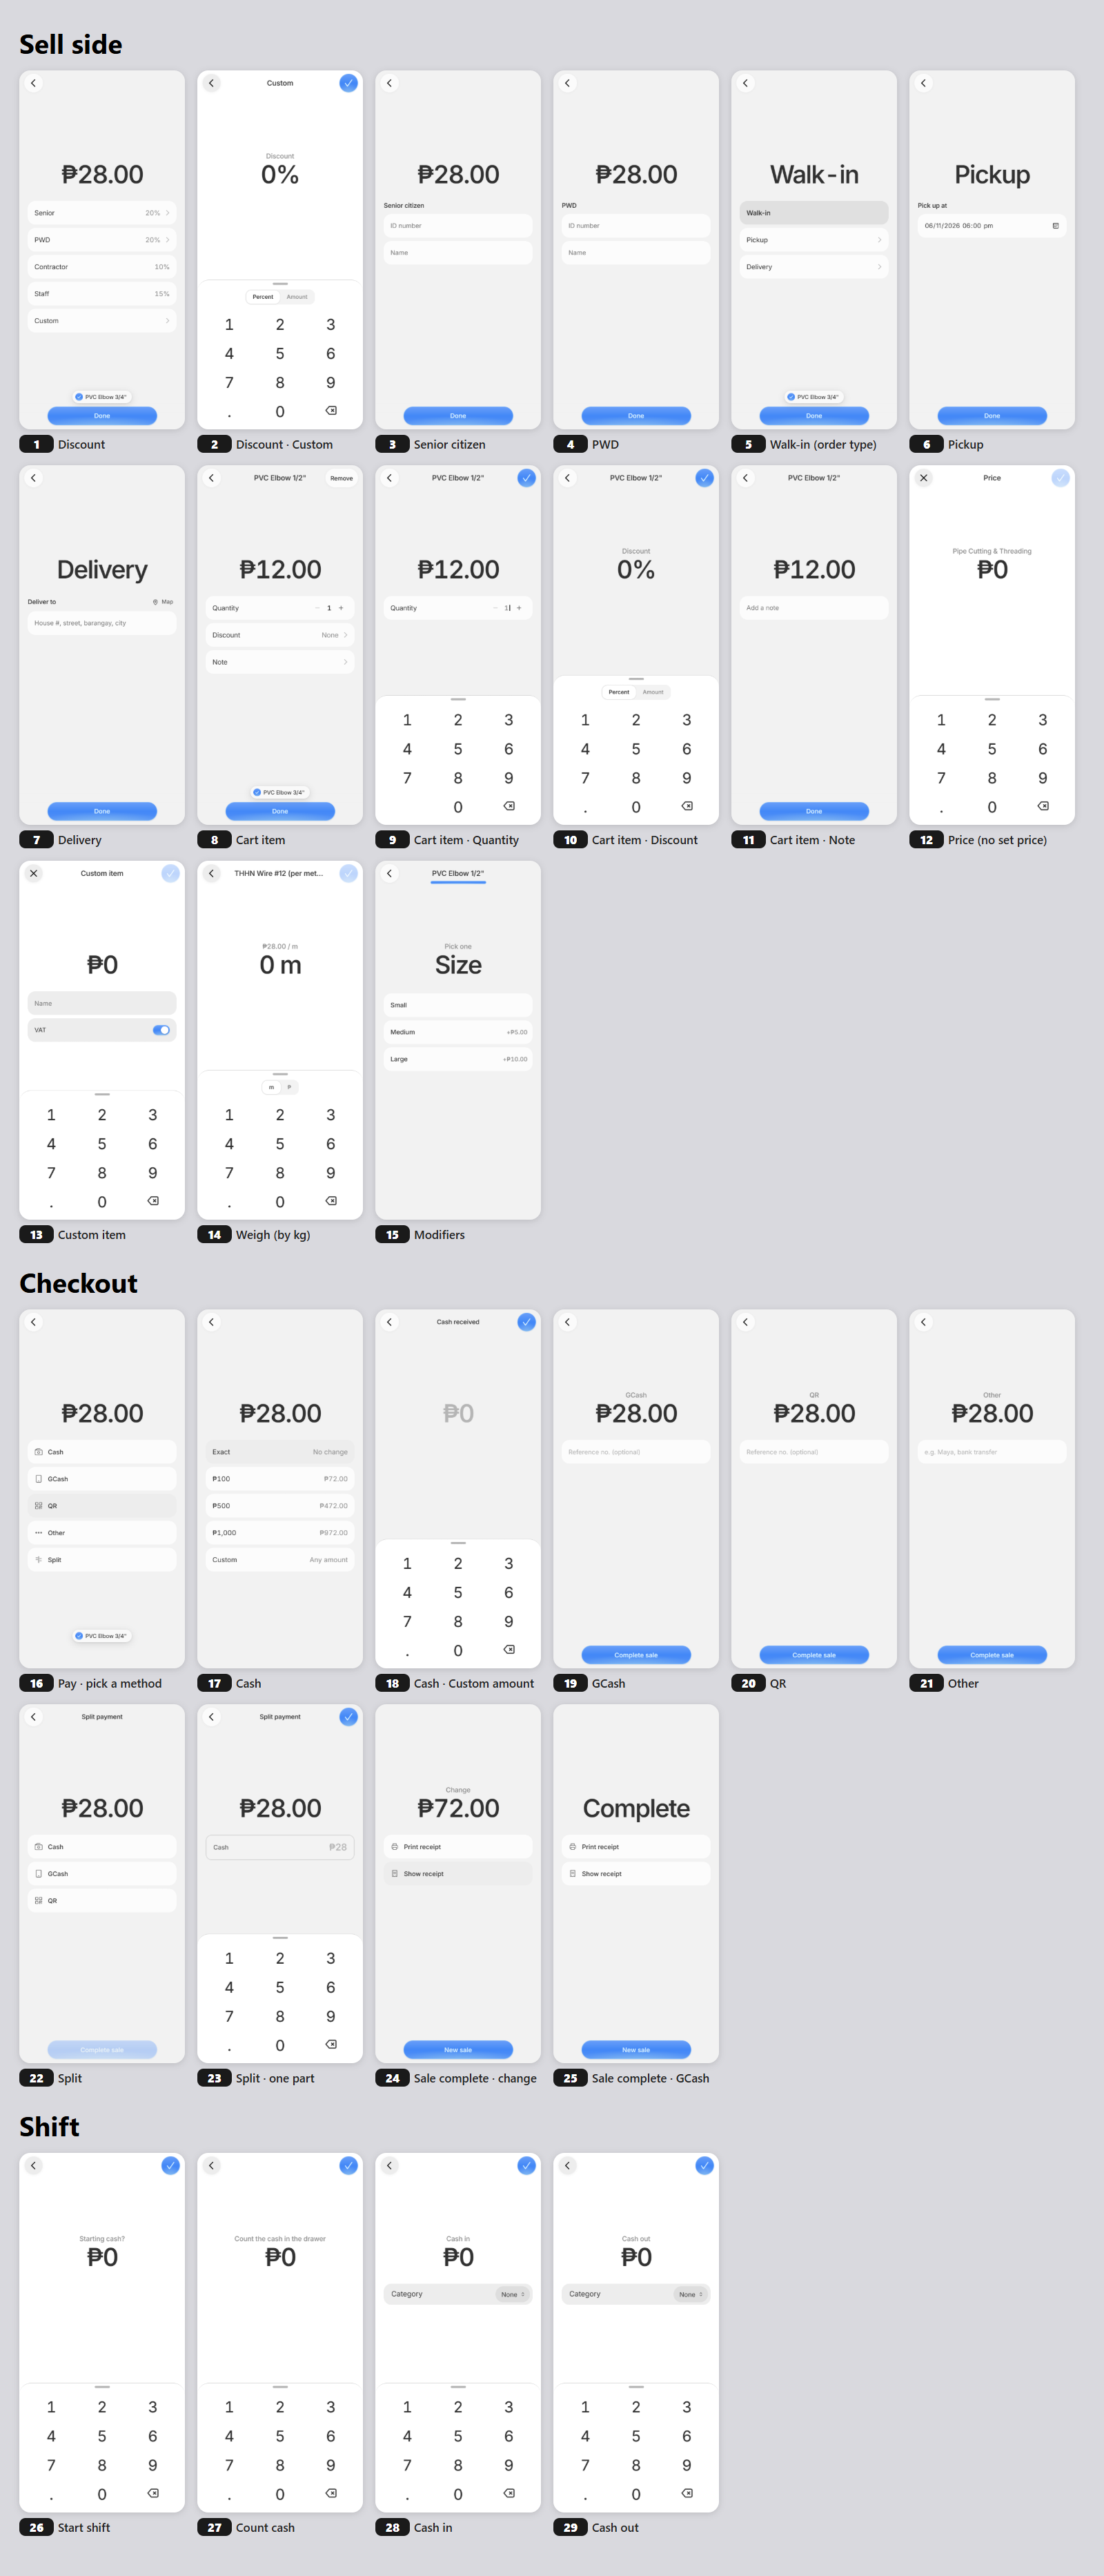 Sell side
₱28.00
Senior 20%
PWD 20%
Contractor 10%
Staff 15%
Custom
PVC Elbow 3/4"
Done
1 Discount
Custom
Discount
0%
Percent Amount
1 2 3
4 5 6
7 8 9
. 0
2 Discount · Custom
₱28.00
Senior citizen
ID number
Name
Done
3 Senior citizen
₱28.00
PWD
ID number
Name
Done
4 PWD
Walk-in
Walk-in
Pickup
Delivery
PVC Elbow 3/4"
Done
5 Walk-in (order type)
Pickup
Pick up at
06/11/2026 06:00 pm
Done
6 Pickup
Delivery
Deliver to Map
House #, street, barangay, city
Done
7 Delivery
PVC Elbow 1/2" Remove
₱12.00
Quantity − 1 +
Discount None
Note
PVC Elbow 3/4"
Done
8 Cart item
PVC Elbow 1/2"
₱12.00
Quantity − 1 +
1 2 3
4 5 6
7 8 9
0
9 Cart item · Quantity
PVC Elbow 1/2"
Discount
0%
Percent Amount
1 2 3
4 5 6
7 8 9
. 0
10 Cart item · Discount
PVC Elbow 1/2"
₱12.00
Add a note
Done
11 Cart item · Note
Price
Pipe Cutting & Threading
₱0
1 2 3
4 5 6
7 8 9
. 0
12 Price (no set price)
Custom item
₱0
Name
VAT
1 2 3
4 5 6
7 8 9
. 0
13 Custom item
THHN Wire #12 (per met...
₱28.00 / m
0 m
m ₱
1 2 3
4 5 6
7 8 9
. 0
14 Weigh (by kg)
PVC Elbow 1/2"
Pick one
Size
Small
Medium +₱5.00
Large +₱10.00
15 Modifiers
Checkout
₱28.00
Cash
GCash
QR
Other
Split
PVC Elbow 3/4"
16 Pay · pick a method
₱28.00
Exact No change
₱100 ₱72.00
₱500 ₱472.00
₱1,000 ₱972.00
Custom Any amount
17 Cash
Cash received
₱0
1 2 3
4 5 6
7 8 9
. 0
18 Cash · Custom amount
GCash
₱28.00
Reference no. (optional)
Complete sale
19 GCash
QR
₱28.00
Reference no. (optional)
Complete sale
20 QR
Other
₱28.00
e.g. Maya, bank transfer
Complete sale
21 Other
Split payment
₱28.00
Cash
GCash
QR
Complete sale
22 Split
Split payment
₱28.00
Cash ₱28
1 2 3
4 5 6
7 8 9
. 0
23 Split · one part
Change
₱72.00
Print receipt
Show receipt
New sale
24 Sale complete · change
Complete
Print receipt
Show receipt
New sale
25 Sale complete · GCash
Shift
Starting cash?
₱0
1 2 3
4 5 6
7 8 9
. 0
26 Start shift
Count the cash in the drawer
₱0
1 2 3
4 5 6
7 8 9
. 0
27 Count cash
Cash in
₱0
Category None
1 2 3
4 5 6
7 8 9
. 0
28 Cash in
Cash out
₱0
Category None
1 2 3
4 5 6
7 8 9
. 0
29 Cash out